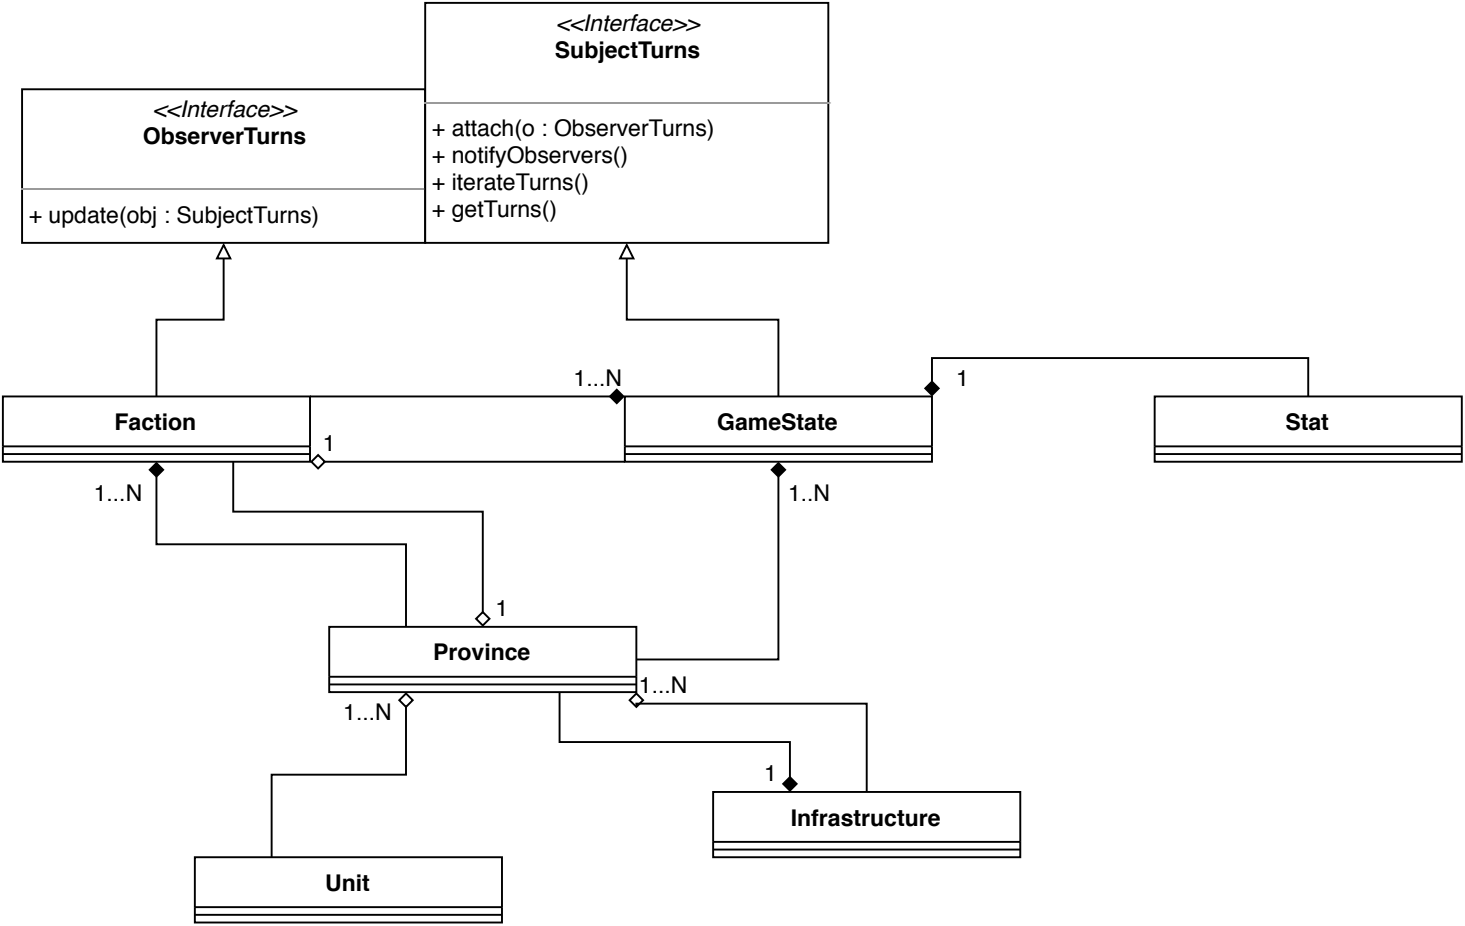 <<Interface>>
SubjectTurns
+ attach(o : ObserverTurns)
+ notifyObservers()
+ iterateTurns()
+ getTurns()
<<Interface>>
ObserverTurns
+ update(obj : SubjectTurns)
1...N
1
Faction
GameState
Stat
1
1...N
1..N
1
Province
1...N
1...N
1
Infrastructure
Unit